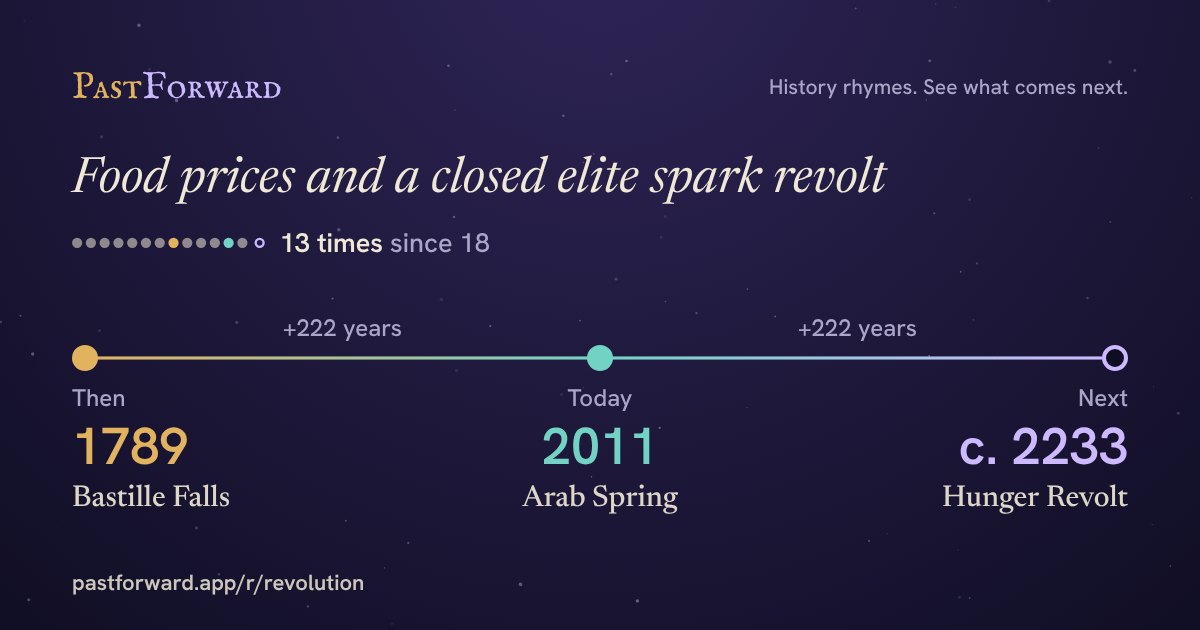 PastForward
History rhymes. See what comes next.
Food prices and a closed elite spark revolt
13 times since 18
+222 years
+222 years
Then
Today
Next
1789
2011
c. 2233
Bastille Falls
Arab Spring
Hunger Revolt
pastforward.app/r/revolution